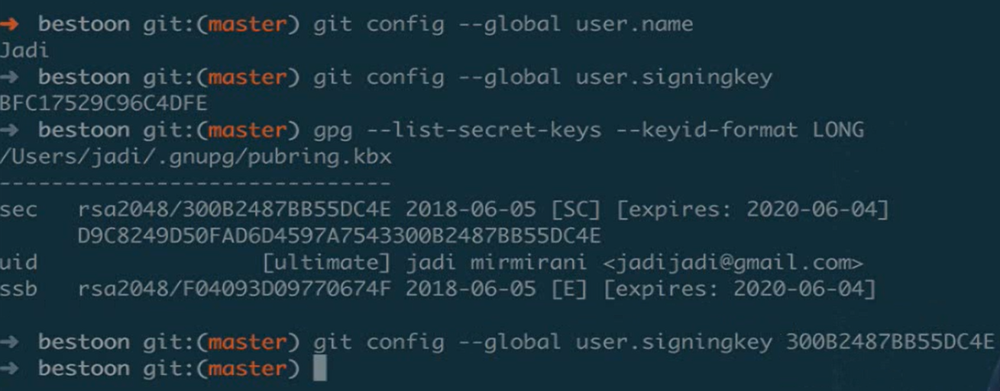 ➜ bestoon git:(master) git config --global user.name
Jadi
➜ bestoon git:(master) git config --global user.signingkey
BFC17529C96C4DFE
➜ bestoon git:(master) gpg --list-secret-keys --keyid-format LONG
/Users/jadi/.gnupg/pubring.kbx
------------------------------
sec   rsa2048/300B2487BB55DC4E 2018-06-05 [SC] [expires: 2020-06-04]
      D9C8249D50FAD6D4597A7543300B2487BB55DC4E
uid                 [ultimate] jadi mirmirani <jadijadi@gmail.com>
ssb   rsa2048/F04093D09770674F 2018-06-05 [E] [expires: 2020-06-04]
➜ bestoon git:(master) git config --global user.signingkey 300B2487BB55DC4E
➜ bestoon git:(master)